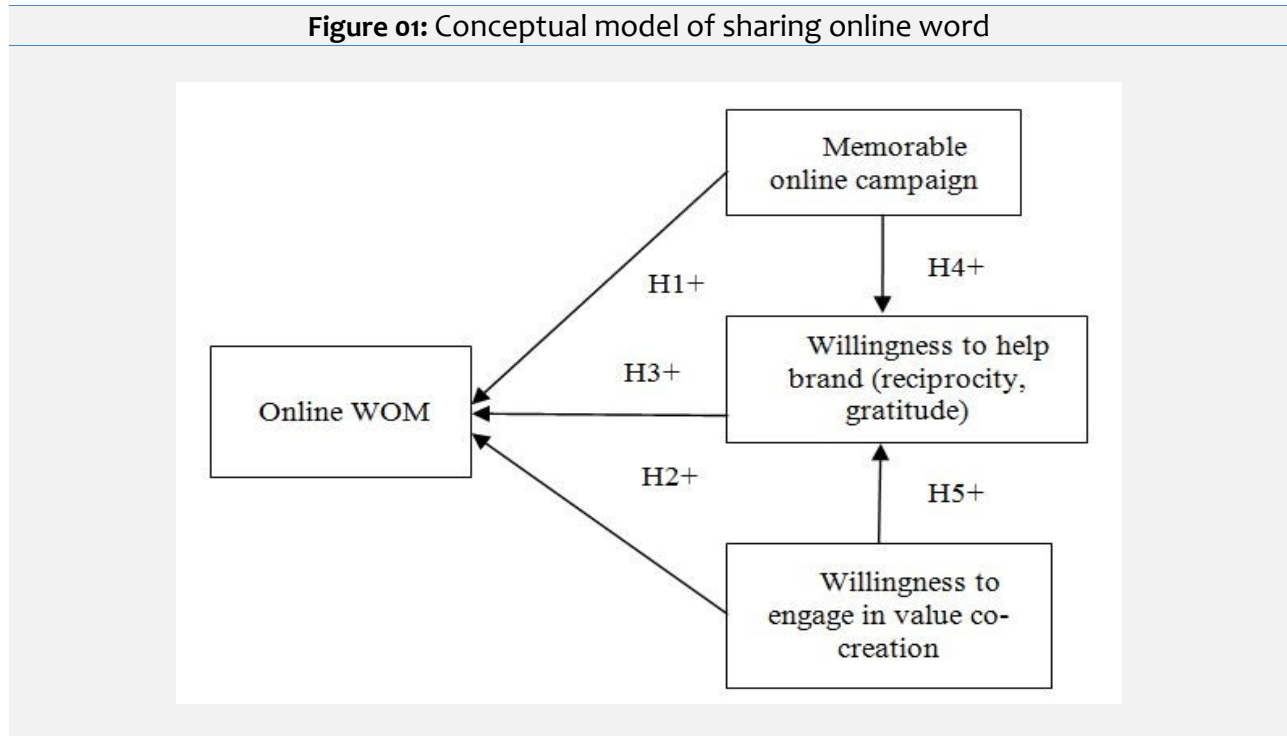 Figure 01: Conceptual model of sharing online word
Memorable
online campaign
H1+
H4+
Willingness to help
brand (reciprocity,
gratitude)
H3+
Online WOM
H2+
H5+
Willingness to
engage in value co-
creation